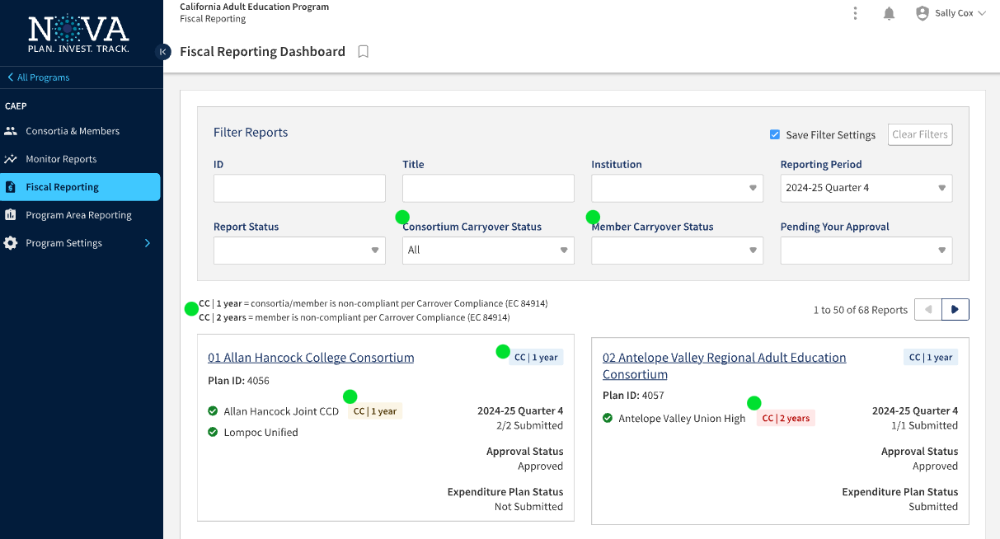 California Adult Education Program
Fiscal Reporting
Sally Cox
NOVA
PLAN. INVEST. TRACK.
Fiscal Reporting Dashboard
All Programs
CAEP
Consortia & Members
Monitor Reports
Fiscal Reporting
Program Area Reporting
Program Settings
Filter Reports
Save Filter Settings
Clear Filters
ID
Title
Institution
Reporting Period
2024-25 Quarter 4
Report Status
Consortium Carryover Status
Member Carryover Status
Pending Your Approval
All
CC | 1 year = consortia/member is non-compliant per Carrover Compliance (EC 84914)
CC | 2 years = member is non-compliant per Carrover Compliance (EC 84914)
1 to 50 of 68 Reports
01 Allan Hancock College Consortium
CC | 1 year
Plan ID: 4056
Allan Hancock Joint CCD
CC | 1 year
Lompoc Unified
2024-25 Quarter 4
2/2 Submitted
Approval Status
Approved
Expenditure Plan Status
Not Submitted
02 Antelope Valley Regional Adult Education
Consortium
CC | 1 year
Plan ID: 4057
Antelope Valley Union High
CC | 2 years
2024-25 Quarter 4
1/1 Submitted
Approval Status
Approved
Expenditure Plan Status
Submitted